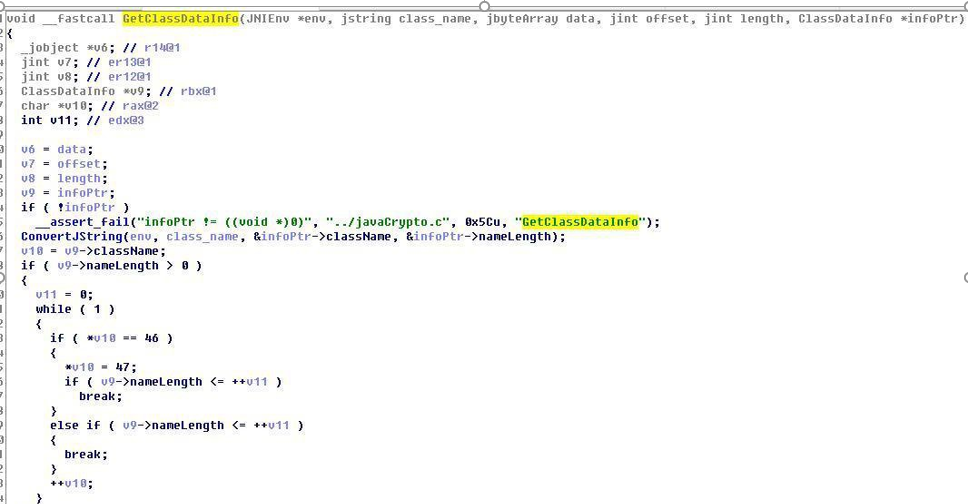 void __fastcall GetClassDataInfo(JNIEnv *env, jstring class_name, jbyteArray data, jint offset, jint length, ClassDataInfo *infoPtr)
{
_jobject *v6; // r14@1
jint v7; // er13@1
jint v8; // er12@1
ClassDataInfo *v9; // rbx@1
char *v10; // rax@2
int v11; // edx@3
v6 = data;
v7 = offset;
v8 = length;
v9 = infoPtr;
if ( !infoPtr )
__assert_fail("infoPtr != ((void *)0)", "../javaCrypto.c", 0x5Cu, "GetClassDataInfo");
ConvertJString(env, class_name, &infoPtr->className, &infoPtr->nameLength);
v10 = v9->className;
if ( v9->nameLength > 0 )
{
v11 = 0;
while ( 1 )
{
if ( *v10 == 46 )
{
*v10 = 47;
if ( v9->nameLength <= ++v11 )
break;
}
else if ( v9->nameLength <= ++v11 )
{
break;
}
++v10;
}